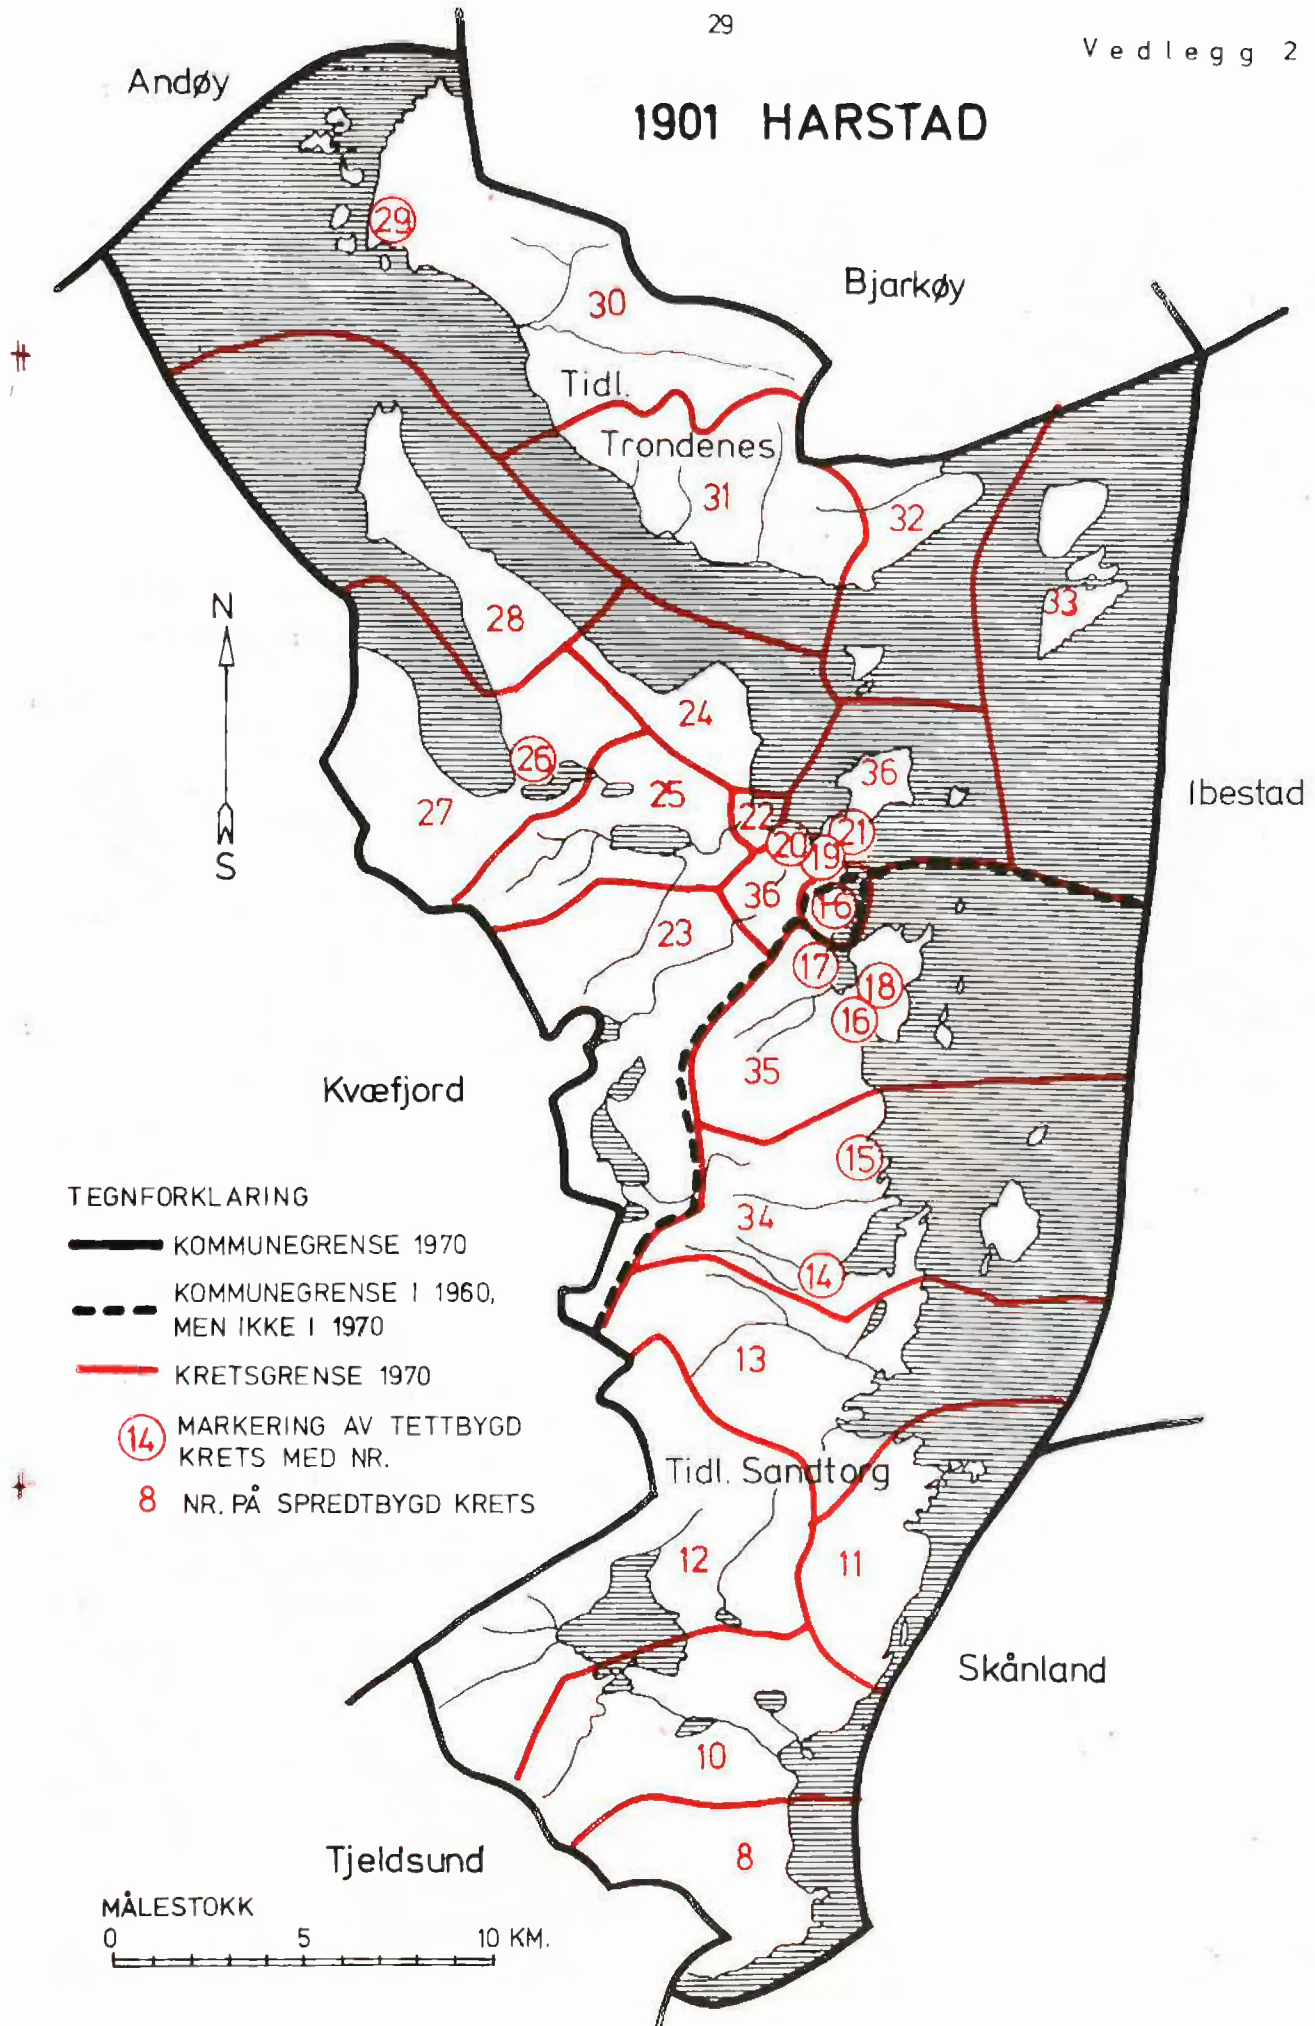 29
Vedlegg 2
Andøy
1901 HARSTAD
29
Bjarkøy
30
Tidl.
Trondenes
31
32
33
N
28
24
26
36
Ibestad
25
27
22
21
20
19
S
36
1-6
23
17
18
16
35
Kvæfjord
15
TEGNFORKLARING
34
KOMMUNEGRENSE 1970
14
KOMMUNEGRENSE I 1960,
MEN IKKE I 1970
13
KRETSGRENSE 1970
14 MARKERING AV TETTBYGD
KRETS MED NR.
Tidl. Sandtorg
8 NR. PÅ SPREDTBYGD KRETS
12
11
Skånland
10
Tjeldsund
8
MÅLESTOKK
0 5 10 KM.